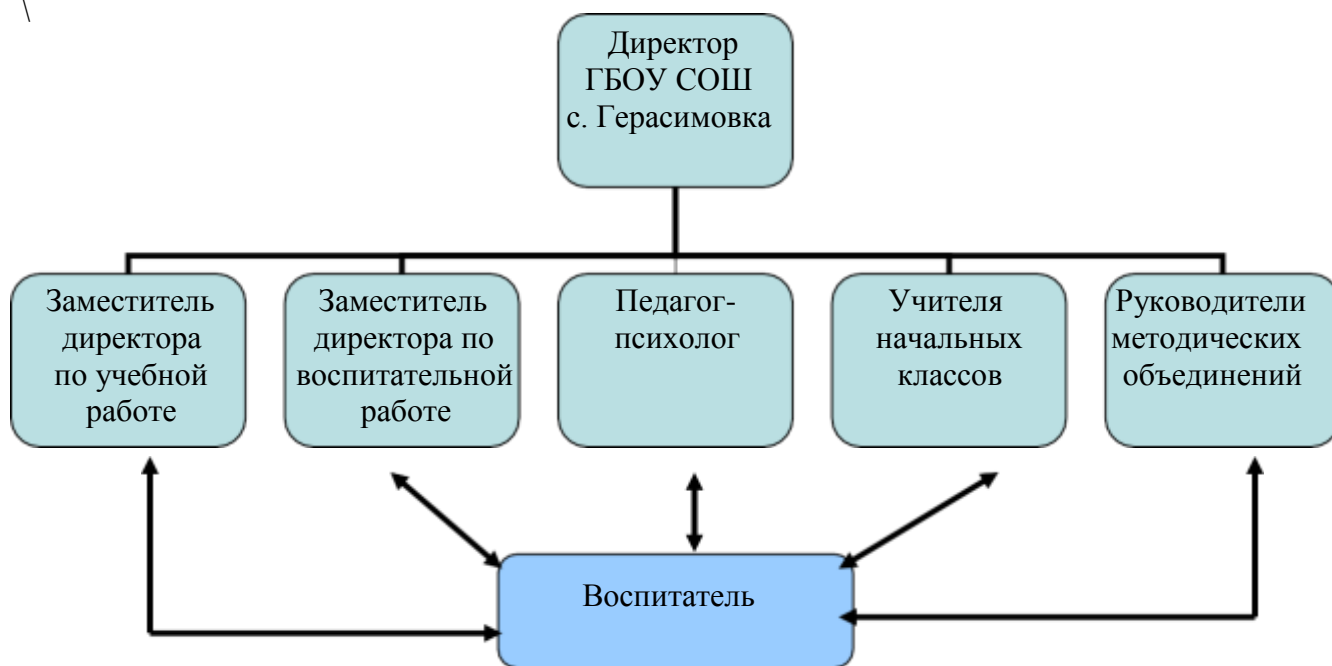 \
Директор
ГБОУ СОШ
с. Герасимовка
Заместитель
директора
по учебной
работе
Заместитель
директора по
воспитательной
работе
Педагог-
психолог
Учителя
начальных
классов
Руководители
методических
объединений
Воспитатель